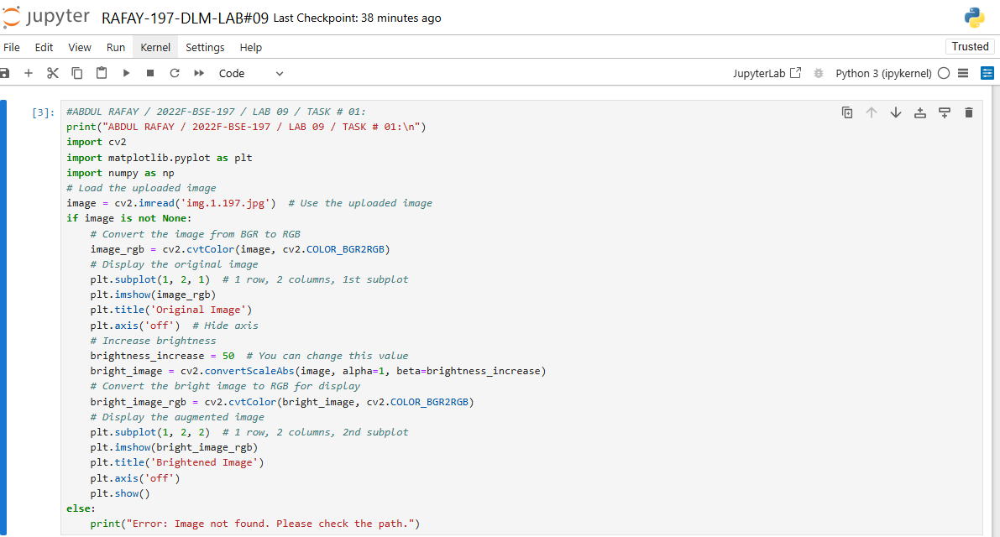 jupyter RAFAY-197-DLM-LAB#09 Last Checkpoint: 38 minutes ago
File Edit View Run Kernel Settings Help Trusted
Code JupyterLab Python 3 (ipykernel)
[3]: #ABDUL RAFAY / 2022F-BSE-197 / LAB 09 / TASK # 01:
print("ABDUL RAFAY / 2022F-BSE-197 / LAB 09 / TASK # 01:\n")
import cv2
import matplotlib.pyplot as plt
import numpy as np
# Load the uploaded image
image = cv2.imread('img.1.197.jpg')  # Use the uploaded image
if image is not None:
    # Convert the image from BGR to RGB
    image_rgb = cv2.cvtColor(image, cv2.COLOR_BGR2RGB)
    # Display the original image
    plt.subplot(1, 2, 1)  # 1 row, 2 columns, 1st subplot
    plt.imshow(image_rgb)
    plt.title('Original Image')
    plt.axis('off')  # Hide axis
    # Increase brightness
    brightness_increase = 50  # You can change this value
    bright_image = cv2.convertScaleAbs(image, alpha=1, beta=brightness_increase)
    # Convert the bright image to RGB for display
    bright_image_rgb = cv2.cvtColor(bright_image, cv2.COLOR_BGR2RGB)
    # Display the augmented image
    plt.subplot(1, 2, 2)  # 1 row, 2 columns, 2nd subplot
    plt.imshow(bright_image_rgb)
    plt.title('Brightened Image')
    plt.axis('off')
    plt.show()
else:
    print("Error: Image not found. Please check the path.")